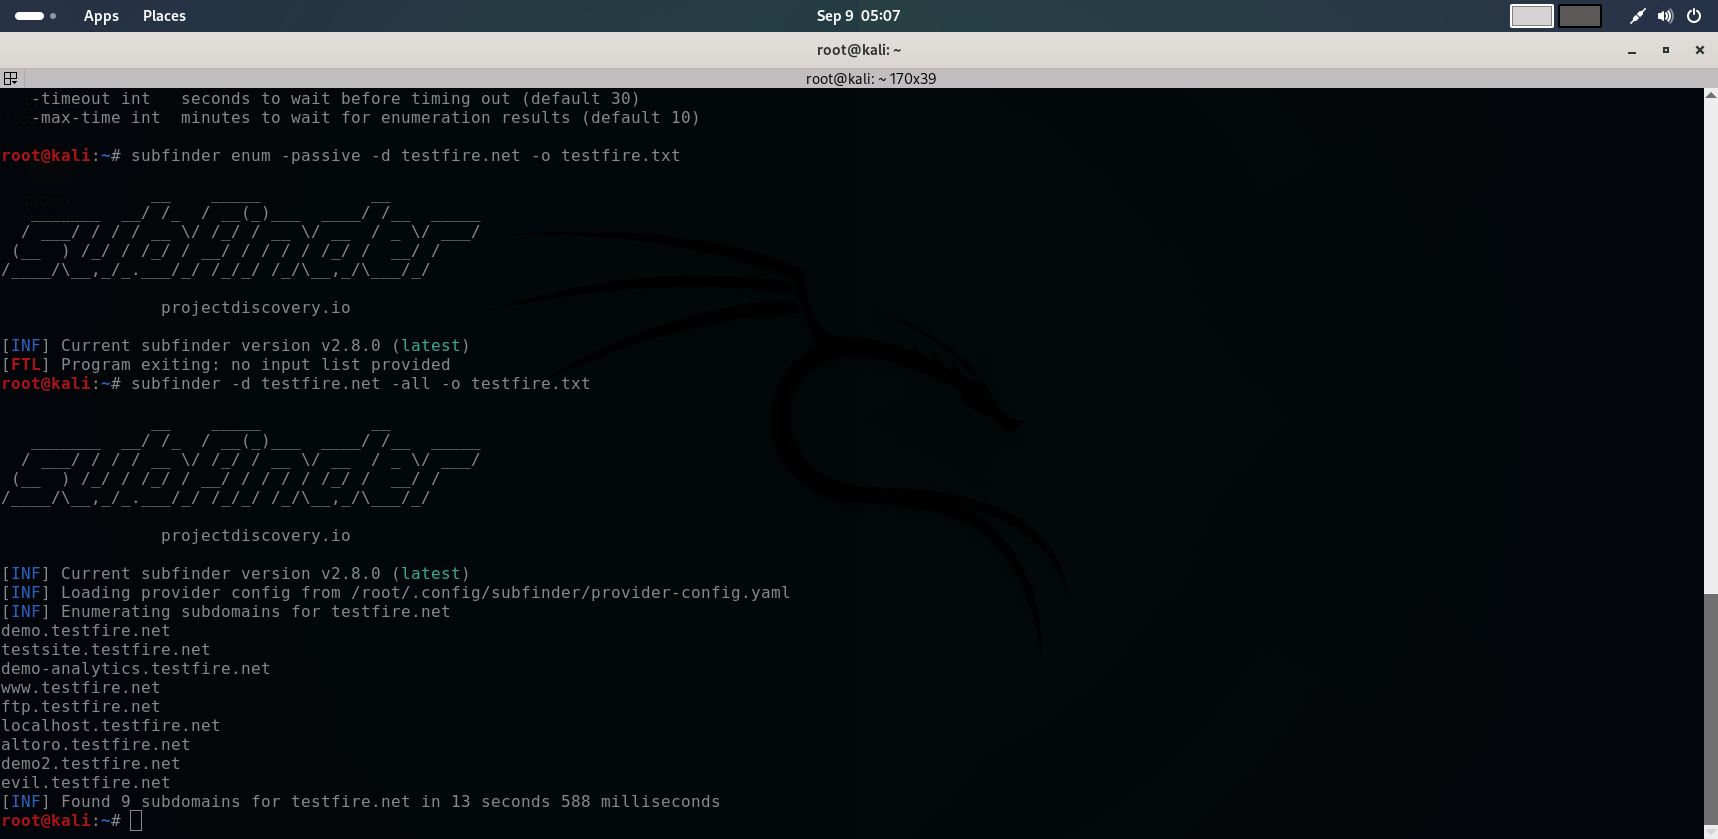 Apps Places Sep 9 05:07
root@kali: ~
root@kali: ~ 170x39
   -timeout int   seconds to wait before timing out (default 30)
   -max-time int  minutes to wait for enumeration results (default 10)
root@kali:~# subfinder enum -passive -d testfire.net -o testfire.txt
subfinder
                projectdiscovery.io
[INF] Current subfinder version v2.8.0 (latest)
[FTL] Program exiting: no input list provided
root@kali:~# subfinder -d testfire.net -all -o testfire.txt
subfinder
                projectdiscovery.io
[INF] Current subfinder version v2.8.0 (latest)
[INF] Loading provider config from /root/.config/subfinder/provider-config.yaml
[INF] Enumerating subdomains for testfire.net
demo.testfire.net
testsite.testfire.net
demo-analytics.testfire.net
www.testfire.net
ftp.testfire.net
localhost.testfire.net
altoro.testfire.net
demo2.testfire.net
evil.testfire.net
[INF] Found 9 subdomains for testfire.net in 13 seconds 588 milliseconds
root@kali:~#